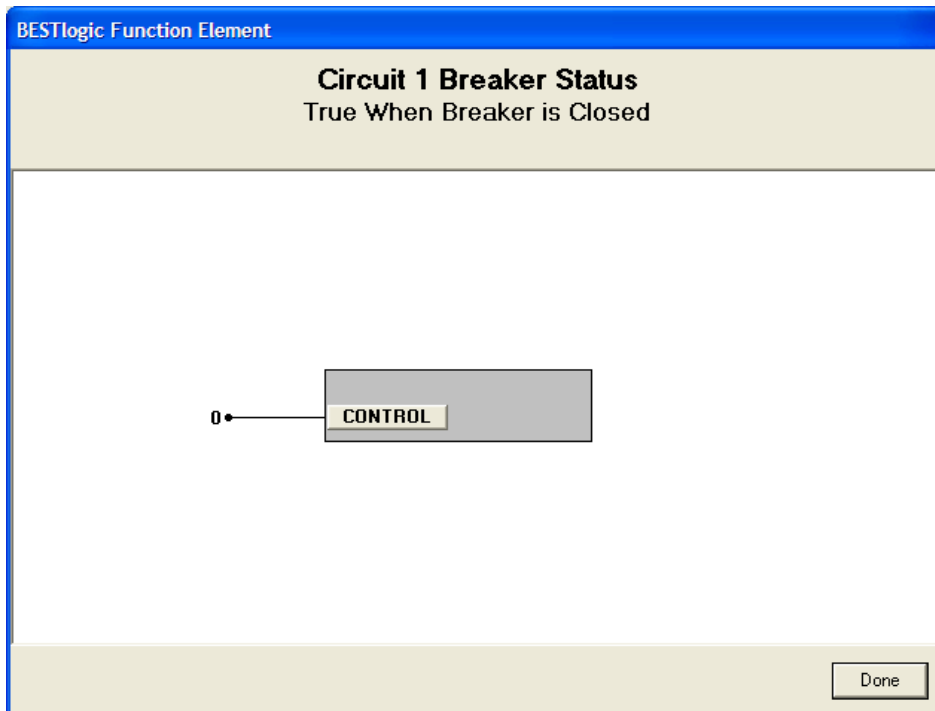 BESTlogic Function Element
Circuit 1 Breaker Status
True When Breaker is Closed
0
CONTROL
Done